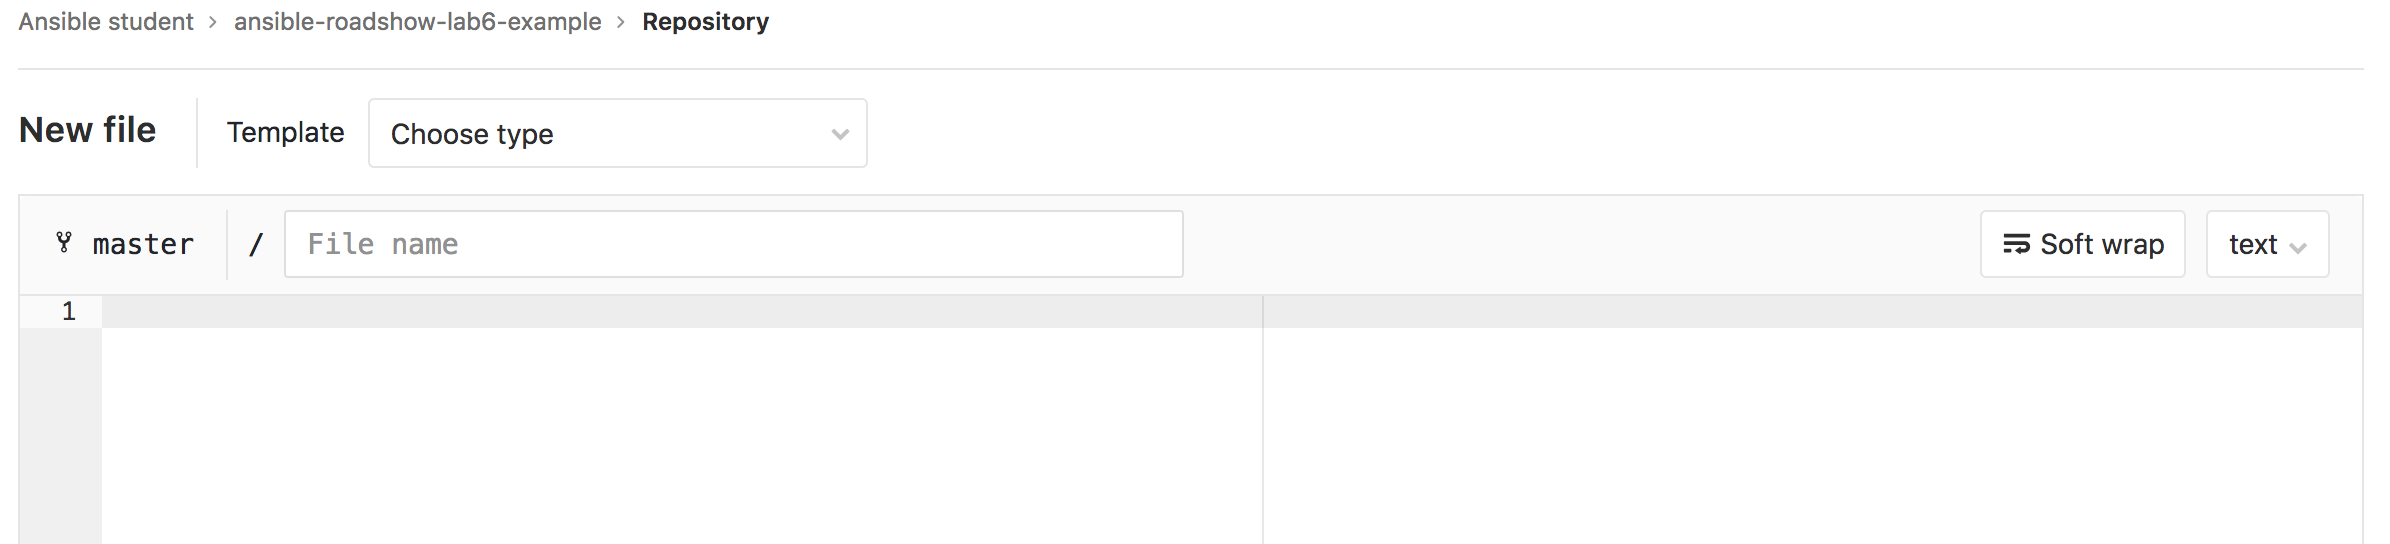 Ansible student > ansible-roadshow-lab6-example > Repository
New file Template Choose type
master / File name Soft wrap text
1